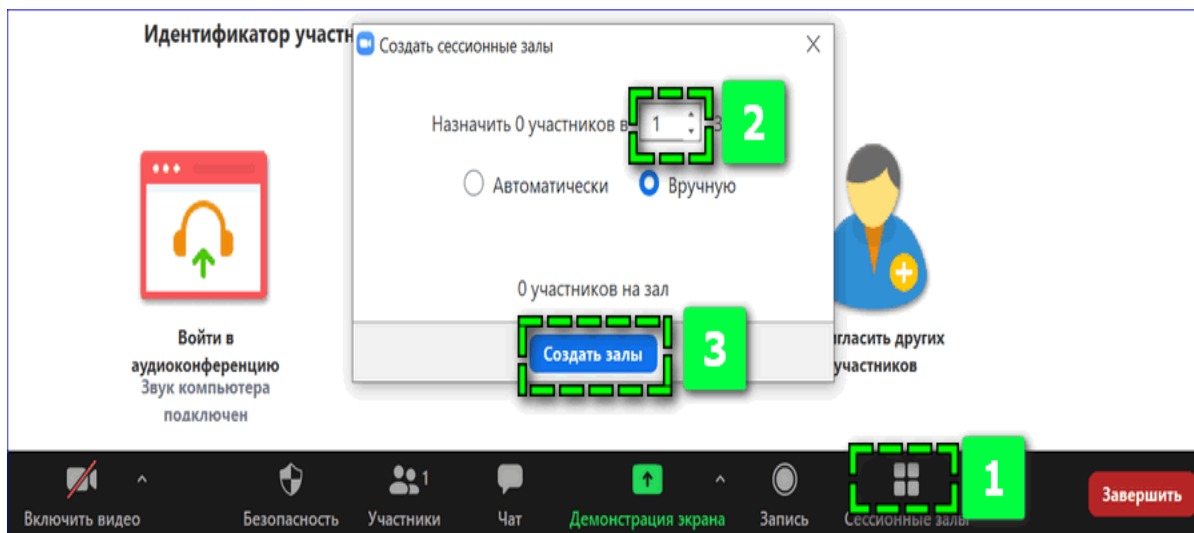 Идентификатор участн
Создать сессионные залы
Назначить 0 участников в 1 З
2
Автоматически Вручную
0 участников на зал
Создать залы
3
Войти в
аудиоконференцию
Звук компьютера
подключен
гласить других
участников
1
1
Включить видео Безопасность Участники Чат Демонстрация экрана Запись Сессионные залы Завершить